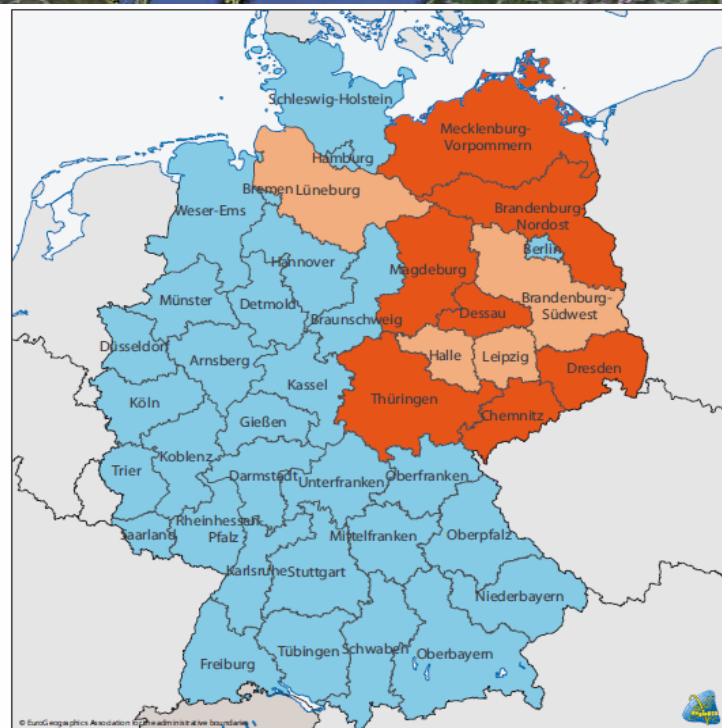 Schleswig-Holstein
Mecklenburg-
Vorpommern
Hamburg
Bremen
Lüneburg
Weser-Ems
Brandenburg-
Nordost
Berlin
Hannover
Magdeburg
Münster
Detmold
Brandenburg-
Südwest
Braunschweig
Dessau
Düsseldorf
Arnsberg
Halle
Leipzig
Dresden
Kassel
Köln
Thüringen
Chemnitz
Gießen
Koblenz
Trier
Darmstadt
Unterfranken
Oberfranken
Saarland
Rheinhessen-
Pfalz
Mittelfranken
Oberpfalz
Karlsruhe
Stuttgart
Niederbayern
Tübingen
Schwaben
Oberbayern
Freiburg
© EuroGeographics Association for the administrative boundaries